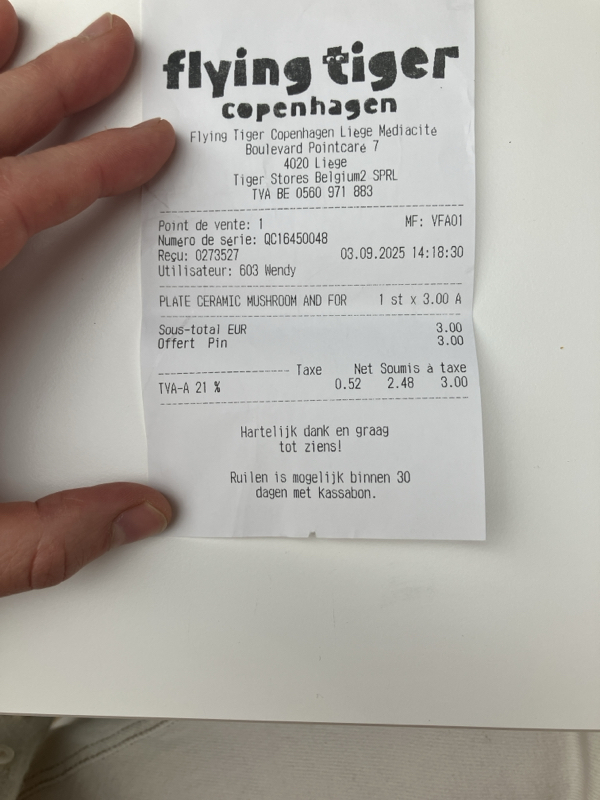 flying tiger
copenhagen
Flying Tiger Copenhagen Liège Médiacité
Boulevard Pointcaré 7
4020 Liège
Tiger Stores Belgium2 SPRL
TVA BE 0560 971 883
Point de vente: 1 MF: VFA01
Numéro de série: QC16450048
Reçu: 0273527 03.09.2025 14:18:30
Utilisateur: 603 Wendy
PLATE CERAMIC MUSHROOM AND FOR 1 st x 3.00 A
Sous-total EUR 3.00
Offert Pin 3.00
Taxe Net Soumis à taxe
TVA-A 21 % 0.52 2.48 3.00
Hartelijk dank en graag
tot ziens!
Ruilen is mogelijk binnen 30
dagen met kassabon.